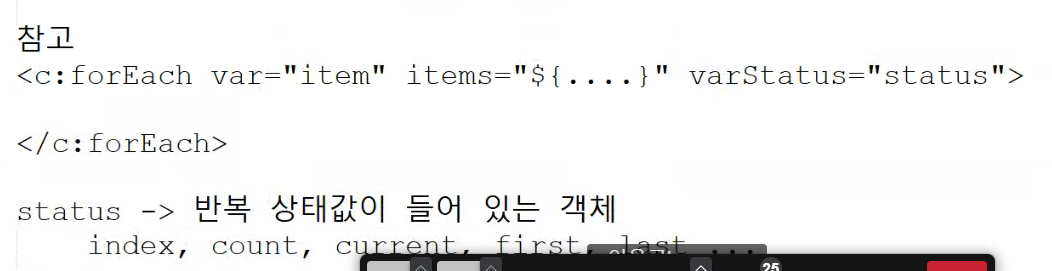 참고
<c:forEach var="item" items="${....}" varStatus="status">
</c:forEach>
status -> 반복 상태값이 들어 있는 객체
index, count, current, first, last ...
25